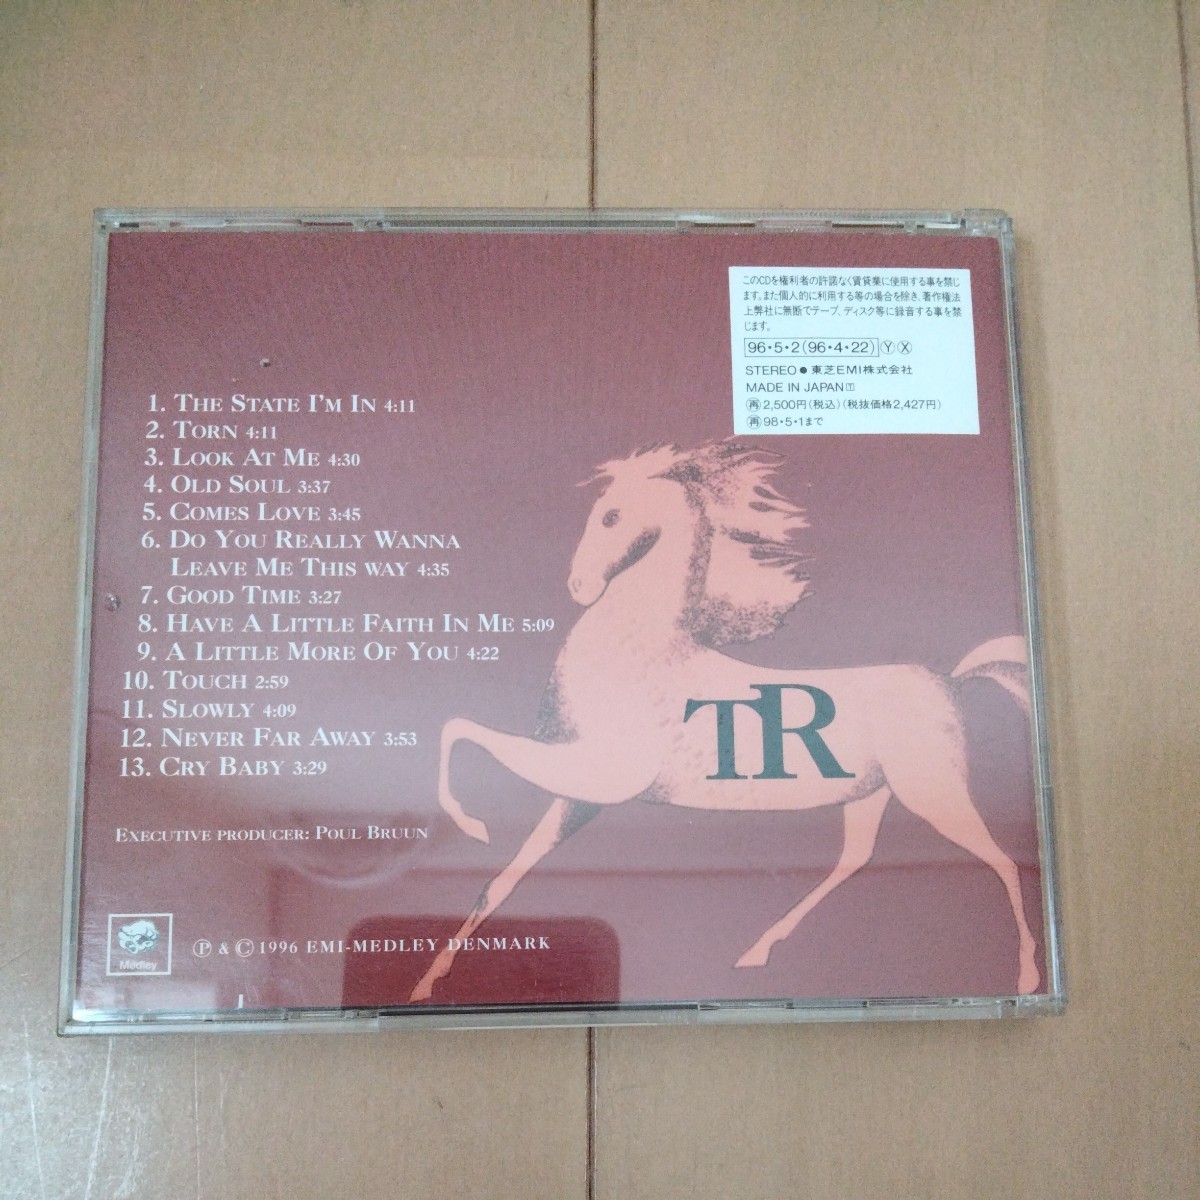 このCDを権利者の許諾なく賃貸業に使用する事を禁じ
ます。また個人的に利用する等の場合を除き、著作権法
上弊社に無断でテープ、ディスク等に録音する事を禁
じます。
96・5・2(96・4・22)ⓎⓍ
STEREO●東芝EMI株式会社
MADE IN JAPAN🅃
㊢2,500円(税込)(税抜価格2,427円)
㊢98・5・1まで
1. THE STATE I'M IN 4:11
2. TORN 4:11
3. LOOK AT ME 4:30
4. OLD SOUL 3:37
5. COMES LOVE 3:45
6. DO YOU REALLY WANNA
LEAVE ME THIS WAY 4:35
7. GOOD TIME 3:27
8. HAVE A LITTLE FAITH IN ME 5:09
9. A LITTLE MORE OF YOU 4:22
10. TOUCH 2:59
11. SLOWLY 4:09
12. NEVER FAR AWAY 3:53
13. CRY BABY 3:29
TR
EXECUTIVE PRODUCER: POUL BRUUN
Medley
Ⓟ & © 1996 EMI-MEDLEY DENMARK